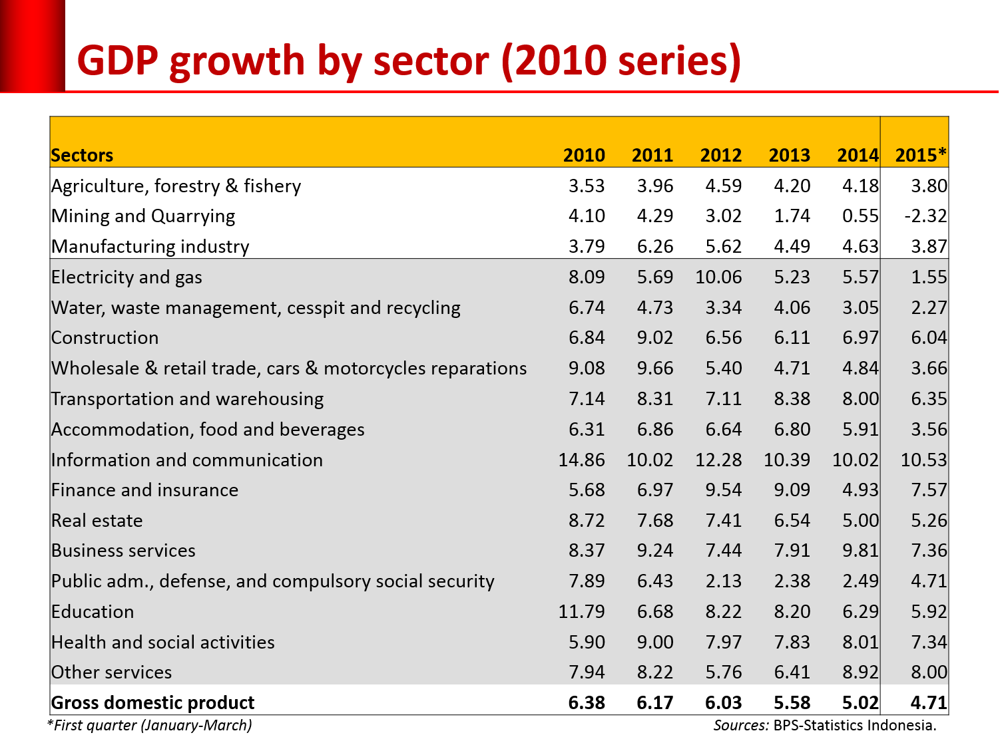 GDP growth by sector (2010 series)
Sectors 2010 2011 2012 2013 2014 2015*
Agriculture, forestry & fishery 3.53 3.96 4.59 4.20 4.18 3.80
Mining and Quarrying 4.10 4.29 3.02 1.74 0.55 -2.32
Manufacturing industry 3.79 6.26 5.62 4.49 4.63 3.87
Electricity and gas 8.09 5.69 10.06 5.23 5.57 1.55
Water, waste management, cesspit and recycling 6.74 4.73 3.34 4.06 3.05 2.27
Construction 6.84 9.02 6.56 6.11 6.97 6.04
Wholesale & retail trade, cars & motorcycles reparations 9.08 9.66 5.40 4.71 4.84 3.66
Transportation and warehousing 7.14 8.31 7.11 8.38 8.00 6.35
Accommodation, food and beverages 6.31 6.86 6.64 6.80 5.91 3.56
Information and communication 14.86 10.02 12.28 10.39 10.02 10.53
Finance and insurance 5.68 6.97 9.54 9.09 4.93 7.57
Real estate 8.72 7.68 7.41 6.54 5.00 5.26
Business services 8.37 9.24 7.44 7.91 9.81 7.36
Public adm., defense, and compulsory social security 7.89 6.43 2.13 2.38 2.49 4.71
Education 11.79 6.68 8.22 8.20 6.29 5.92
Health and social activities 5.90 9.00 7.97 7.83 8.01 7.34
Other services 7.94 8.22 5.76 6.41 8.92 8.00
Gross domestic product 6.38 6.17 6.03 5.58 5.02 4.71
*First quarter (January-March) Sources: BPS-Statistics Indonesia.